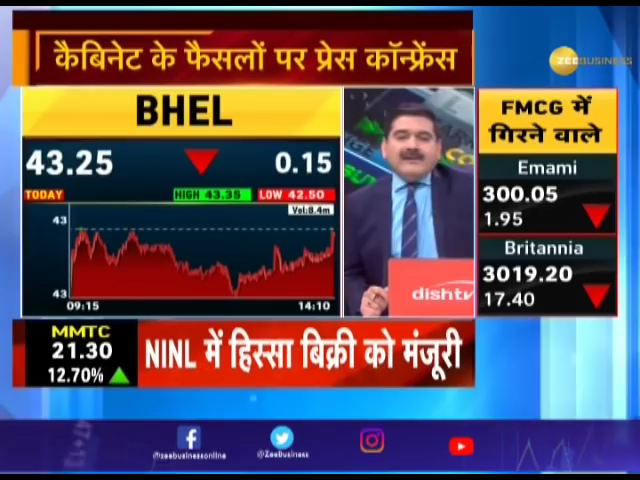 कैबिनेट के फैसलों पर प्रेस कॉन्फ्रेंस
ZEEBUSINESS
BHEL
43.25
0.15
TODAY
HIGH 43.35
LOW 42.50
Vol:8.4m
43
43
09:15
14:10
dishtv
FMCG में
गिरने वाले
Emami
300.05
1.95
Britannia
3019.20
17.40
MMTC
21.30
12.70%
NINL में हिस्सा बिक्री को मंजूरी
@zeebusinessonline
@ZeeBusiness